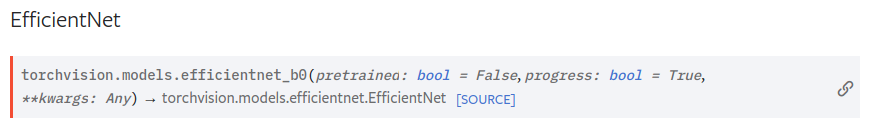 EfficientNet
torchvision.models.efficientnet_b0(pretrained: bool = False, progress: bool = True,
**kwargs: Any) → torchvision.models.efficientnet.EfficientNet [SOURCE]